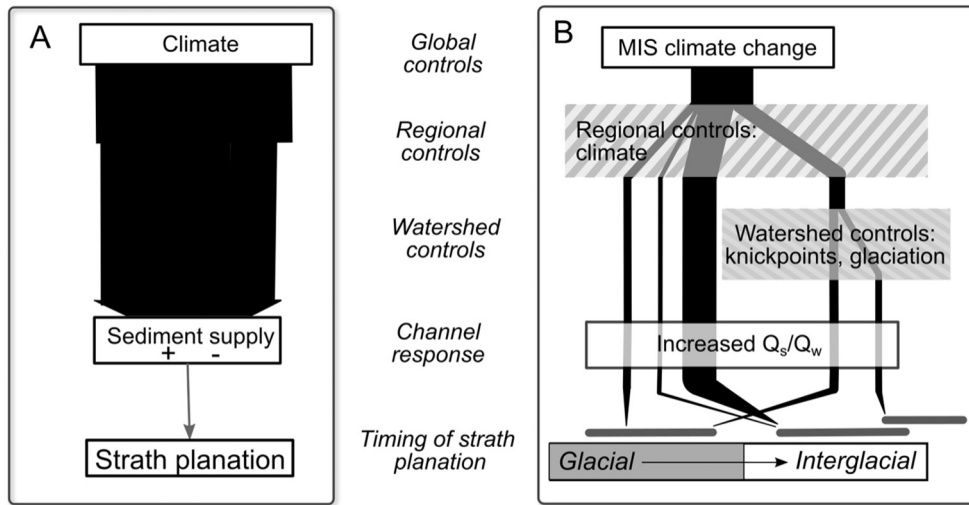 A
Climate
Sediment supply
+ -
Strath planation
Global
controls
Regional
controls
Watershed
controls
Channel
response
Timing of strath
planation
B
MIS climate change
Regional controls:
climate
Watershed controls:
knickpoints, glaciation
Increased Qs/Qw
Glacial
Interglacial